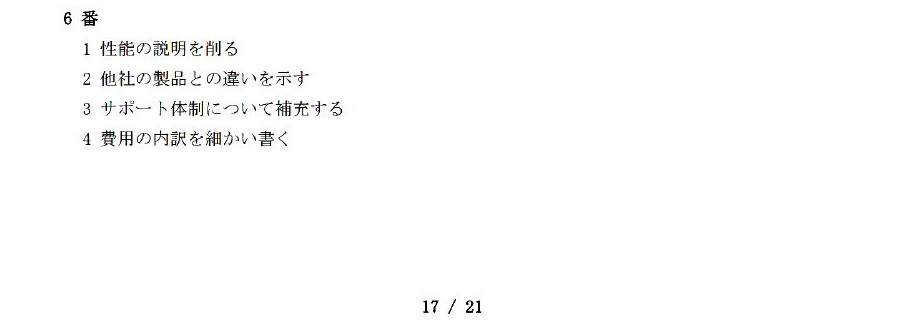 6 番
1 性能の説明を削る
2 他社の製品との違いを示す
3 サポート体制について補充する
4 費用の内訳を細かい書く
17 / 21